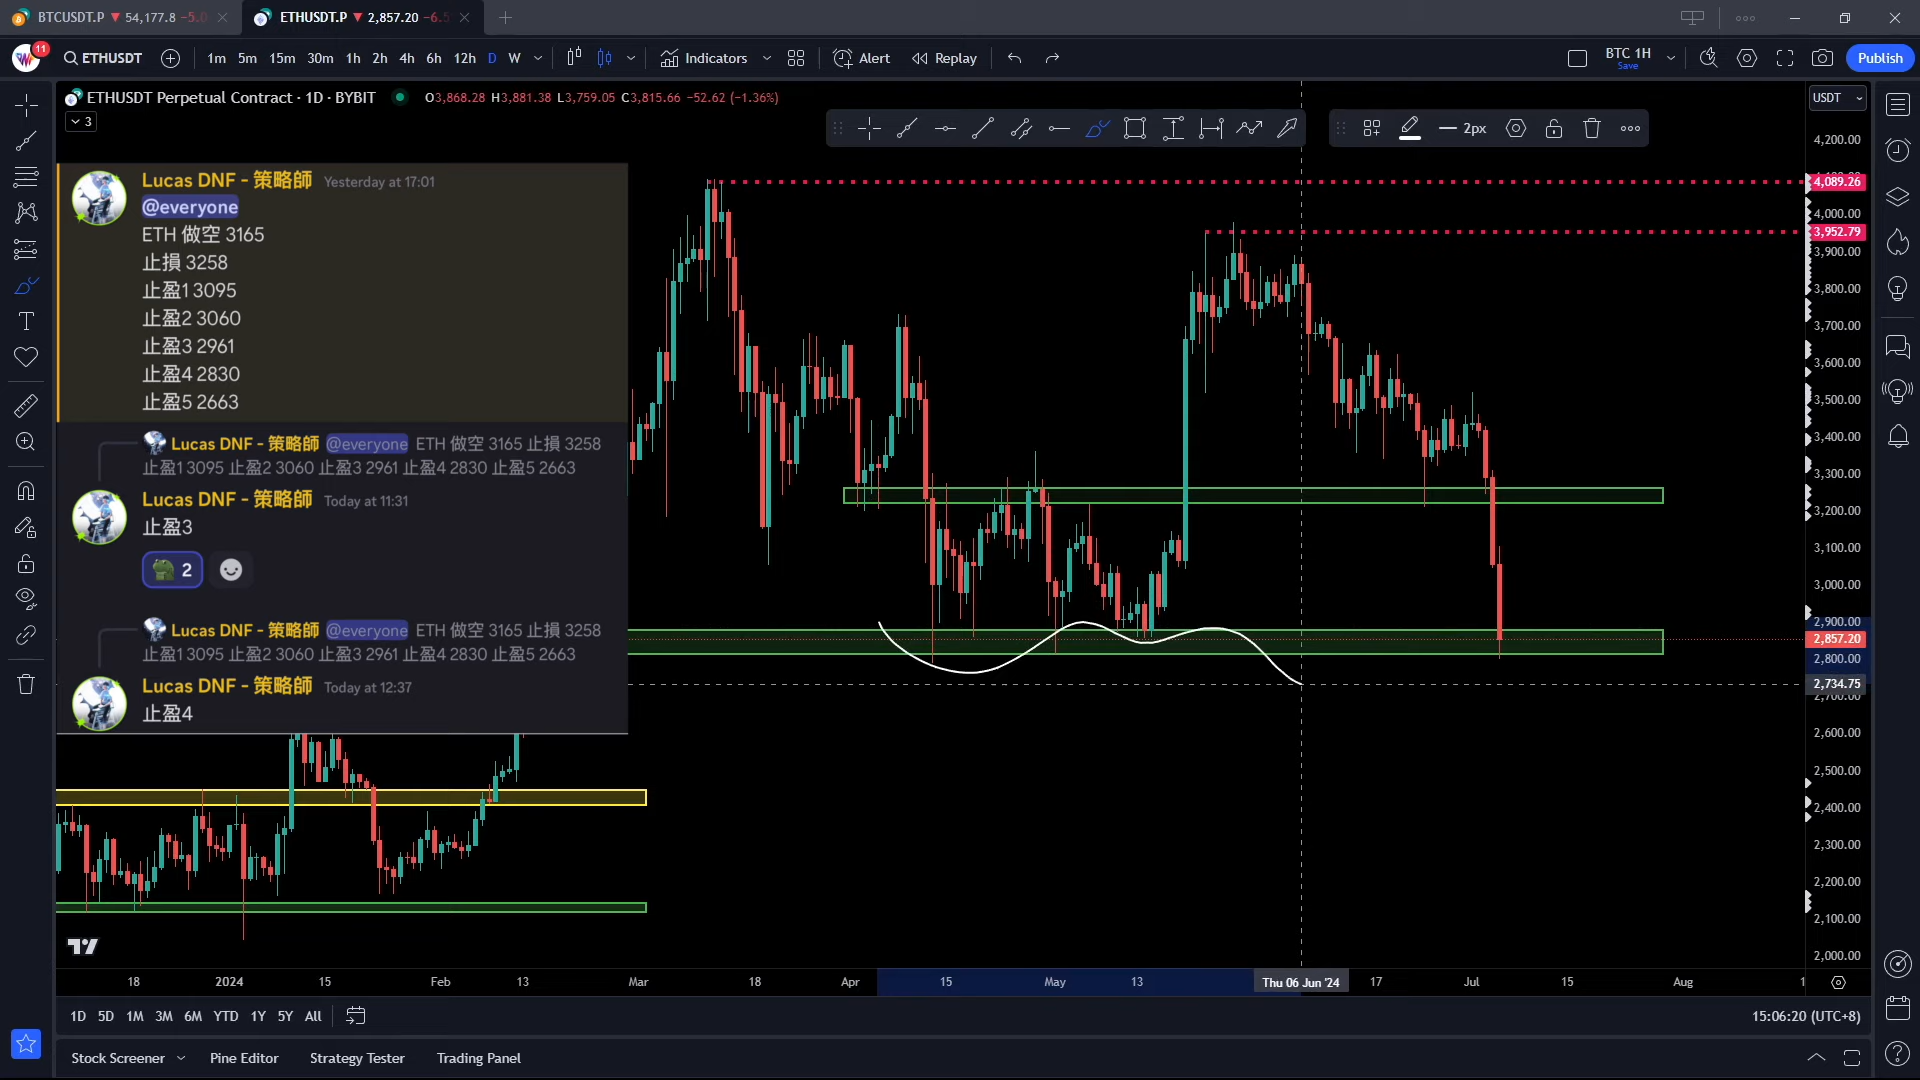 BTCUSDT.P ▼ 54,177.8 −5.0
ETHUSDT.P ▼ 2,857.20 −6.5
11
ETHUSDT
1m 5m 15m 30m 1h 2h 4h 6h 12h D W
Indicators
Alert
Replay
BTC 1H
Save
Publish
ETHUSDT Perpetual Contract · 1D · BYBIT
O3,868.28 H3,881.38 L3,759.05 C3,815.66 −52.62 (−1.36%)
3
2px
USDT
Lucas DNF - 策略師 Yesterday at 17:01
@everyone
ETH 做空 3165
止損 3258
止盈1 3095
止盈2 3060
止盈3 2961
止盈4 2830
止盈5 2663
Lucas DNF - 策略師 @everyone ETH 做空 3165 止損 3258
止盈1 3095 止盈2 3060 止盈3 2961 止盈4 2830 止盈5 2663
Lucas DNF - 策略師 Today at 11:31
止盈3
2
Lucas DNF - 策略師 @everyone ETH 做空 3165 止損 3258
止盈1 3095 止盈2 3060 止盈3 2961 止盈4 2830 止盈5 2663
Lucas DNF - 策略師 Today at 12:37
止盈4
4,200.00
4,089.26
4,000.00
3,952.79
3,900.00
3,800.00
3,700.00
3,600.00
3,500.00
3,400.00
3,300.00
3,200.00
3,100.00
3,000.00
2,900.00
2,857.20
2,800.00
2,734.75
2,700.00
2,600.00
2,500.00
2,400.00
2,300.00
2,200.00
2,100.00
2,000.00
18 2024 15 Feb 13 Mar 18 Apr 15 May 13 Thu 06 Jun '24 17 Jul 15 Aug 1
1D 5D 1M 3M 6M YTD 1Y 5Y All
15:06:20 (UTC+8)
Stock Screener
Pine Editor
Strategy Tester
Trading Panel